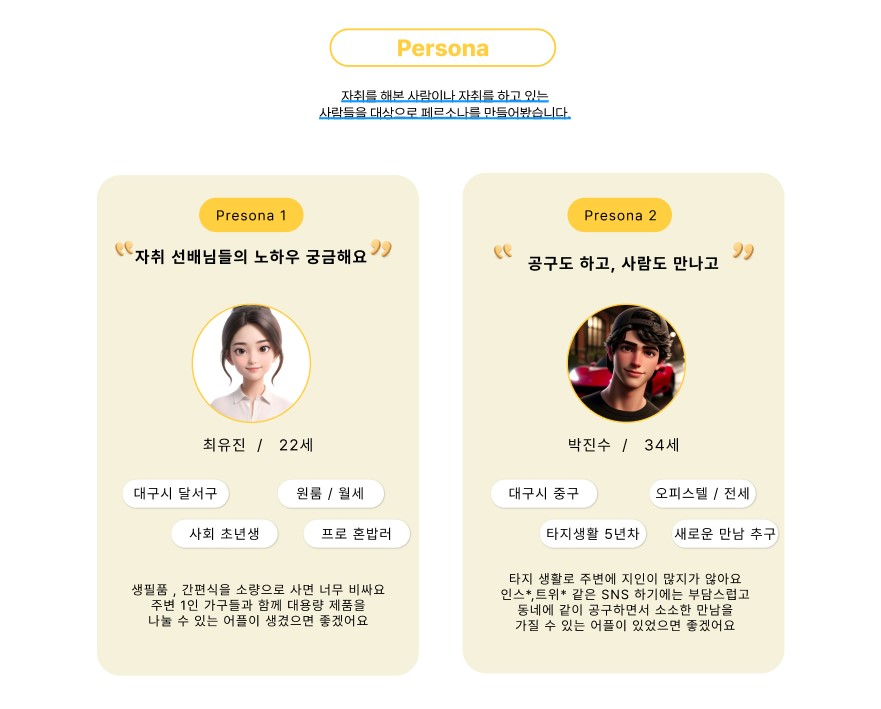 Persona
자취를 해본 사람이나 자취를 하고 있는
사람들을 대상으로 페르소나를 만들어봤습니다.
Presona 1
“자취 선배님들의 노하우 궁금해요”
최유진 / 22세
대구시 달서구
원룸 / 월세
사회 초년생
프로 혼밥러
생필품 , 간편식을 소량으로 사면 너무 비싸요
주변 1인 가구들과 함께 대용량 제품을
나눌 수 있는 어플이 생겼으면 좋겠어요
Presona 2
“ 공구도 하고, 사람도 만나고 ”
박진수 / 34세
대구시 중구
오피스텔 / 전세
타지생활 5년차
새로운 만남 추구
타지 생활로 주변에 지인이 많지가 않아요
인스*,트위* 같은 SNS 하기에는 부담스럽고
동네에 같이 공구하면서 소소한 만남을
가질 수 있는 어플이 있었으면 좋겠어요